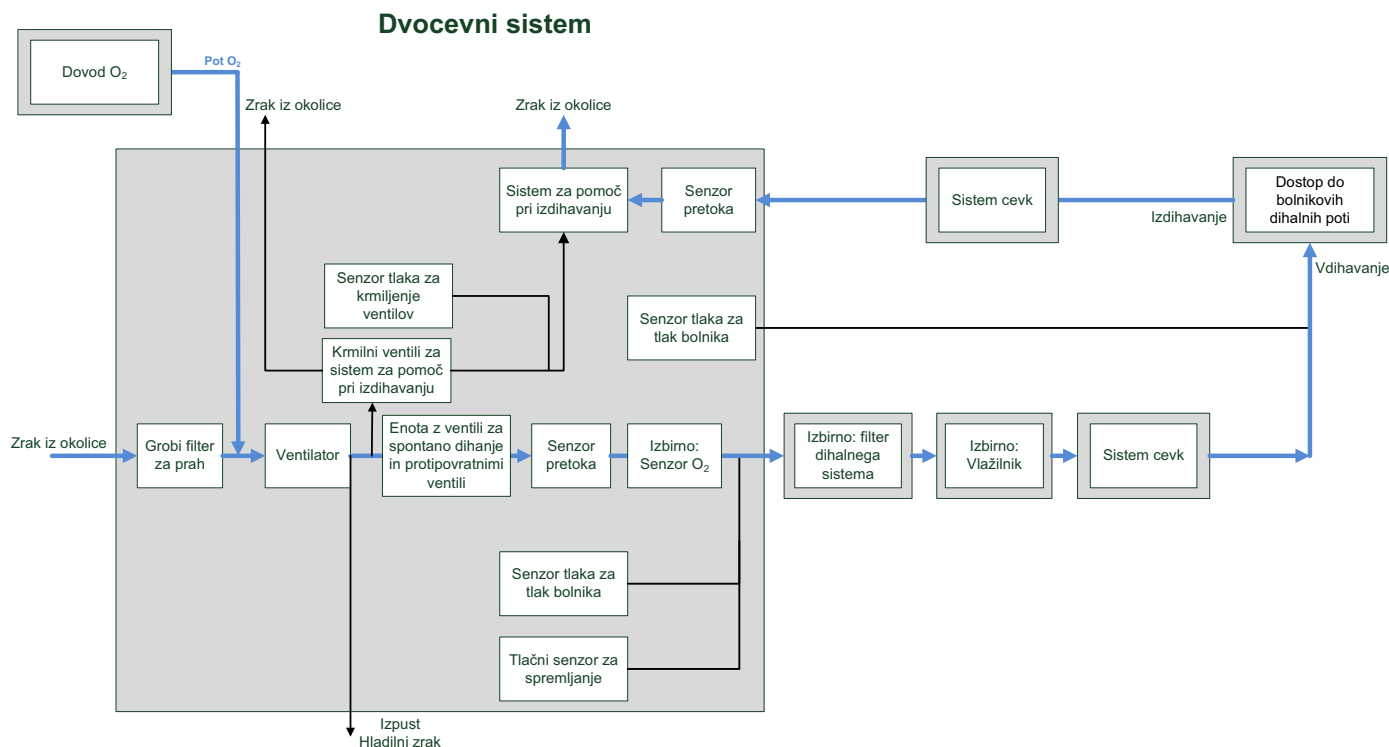 Dvocevni sistem
Dovod O₂
Pot O₂
Zrak iz okolice
Zrak iz okolice
Sistem za pomoč
pri izdihavanju
Senzor
pretoka
Sistem cevk
Izdihavanje
Dostop do
bolnikovih
dihalnih poti
Vdihavanje
Senzor tlaka za
krmiljenje
ventilov
Senzor tlaka za
tlak bolnika
Krmilni ventili za
sistem za pomoč
pri izdihavanju
Zrak iz okolice
Grobi filter
za prah
Ventilator
Enota z ventili za
spontano dihanje
in protipovratnimi
ventili
Senzor
pretoka
Izbirno:
Senzor O₂
Izbirno: filter
dihalnega
sistema
Izbirno:
Vlažilnik
Sistem cevk
Senzor tlaka za
tlak bolnika
Tlačni senzor za
spremljanje
Izpust
Hladilni zrak